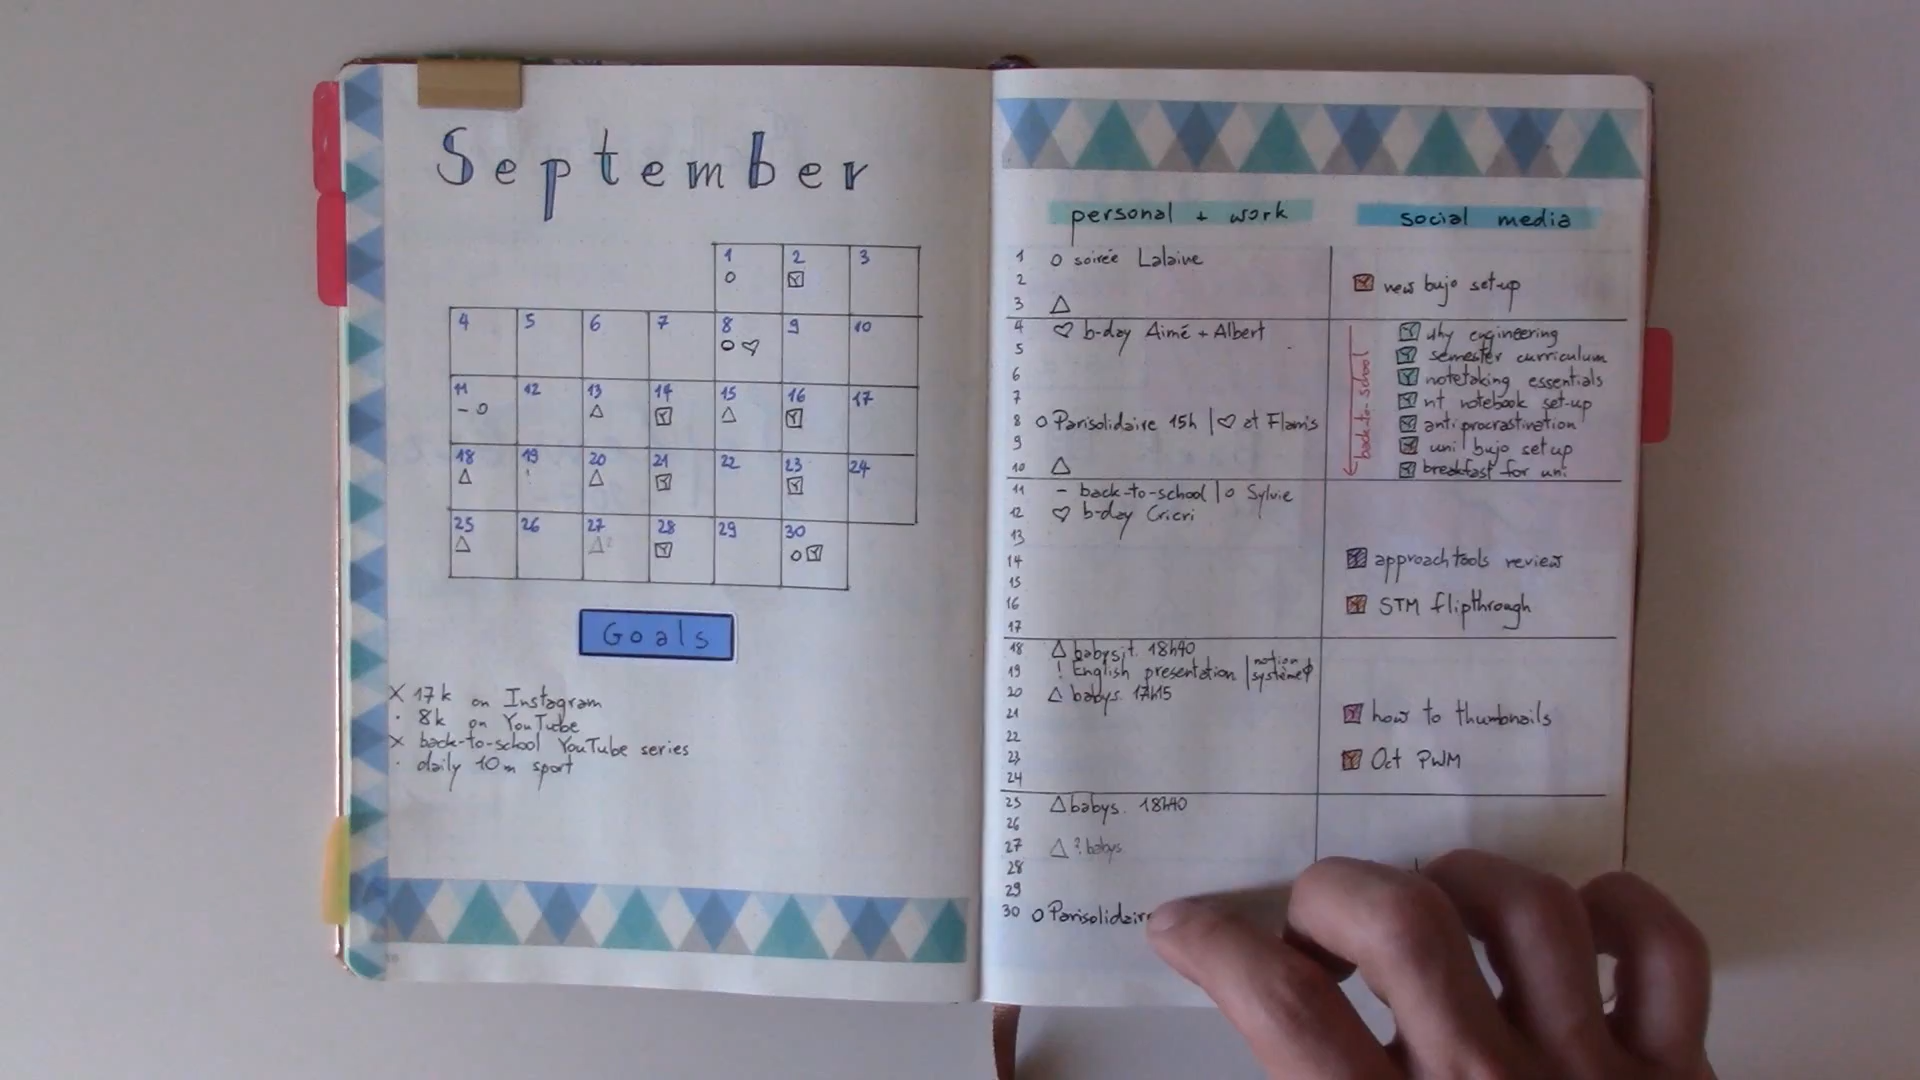 September
1 2 3
4 5 6 7 8 9 10
11 12 13 14 15 16 17
18 19 20 21 22 23 24
25 26 27 28 29 30
Goals
X 17k on Instagram
· 8k on YouTube
X back-to-school YouTube series
· daily 10m sport
personal + work
1 o soirée Lalaine
2
3 △
4 ♡ b-day Aimé + Albert
5
6
7
8 o Parisolidaire 15h | ♡ et Flamis
9
10 △
11 - back-to-school | o Sylvie
12 ♡ b-day Cricri
13
14
15
16
17
18 △ babysit. 18h40
19 ! English presentation | notion système
20 △ babys. 17h15
21
22
23
24
25 △ babys. 18h40
26
27 △ ? babys.
28
29
30 o Parisolidaire
social media
new bujo set-up
back-to-school
why engineering
semester curriculum
notetaking essentials
nt notebook set-up
anti procrastination
uni bujo set up
breakfast for uni
approach tools review
STM flipthrough
how to thumbnails
Oct PWM